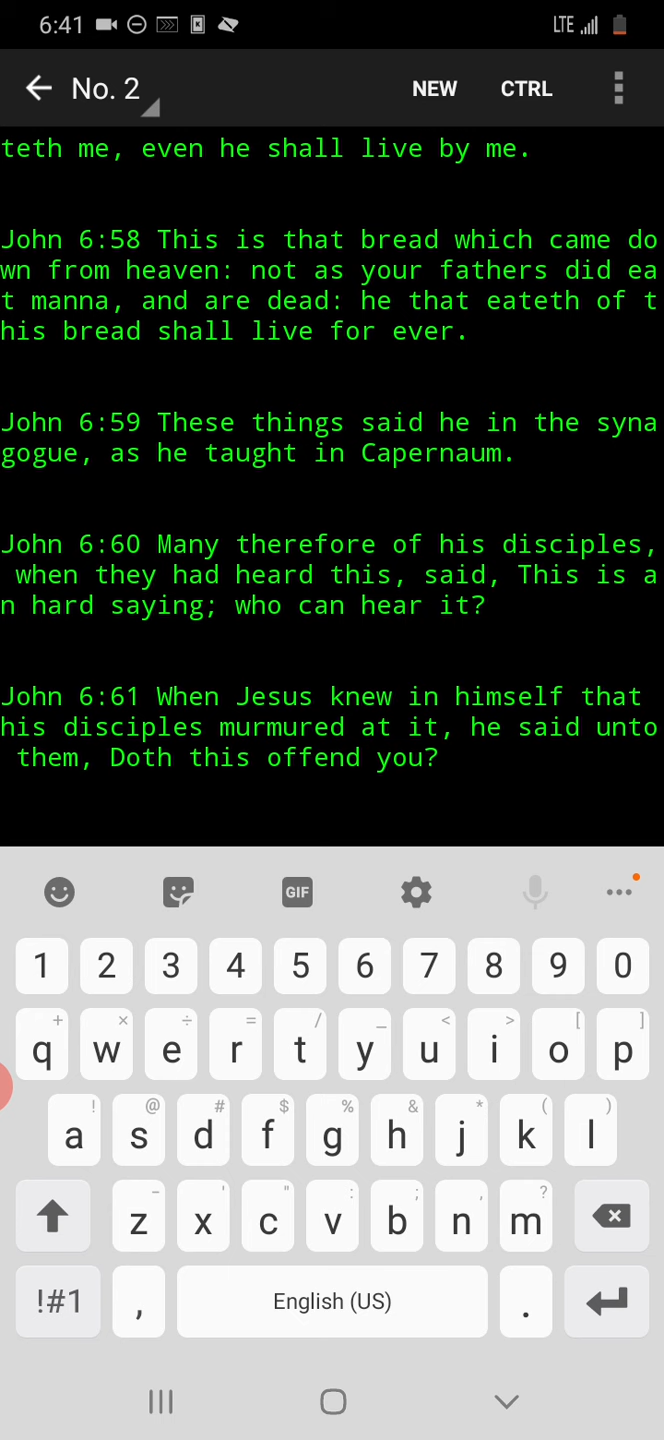 6:41 LTE
No. 2 NEW CTRL
teth me, even he shall live by me.
John 6:58 This is that bread which came do
wn from heaven: not as your fathers did ea
t manna, and are dead: he that eateth of t
his bread shall live for ever.
John 6:59 These things said he in the syna
gogue, as he taught in Capernaum.
John 6:60 Many therefore of his disciples,
when they had heard this, said, This is a
n hard saying; who can hear it?
John 6:61 When Jesus knew in himself that
his disciples murmured at it, he said unto
them, Doth this offend you?
GIF
1 2 3 4 5 6 7 8 9 0
+ × ÷ = / _ < > [ ]
q w e r t y u i o p
! @ # $ % & * ( )
a s d f g h j k l
- ' " : ; , ?
z x c v b n m
!#1 , English (US) .